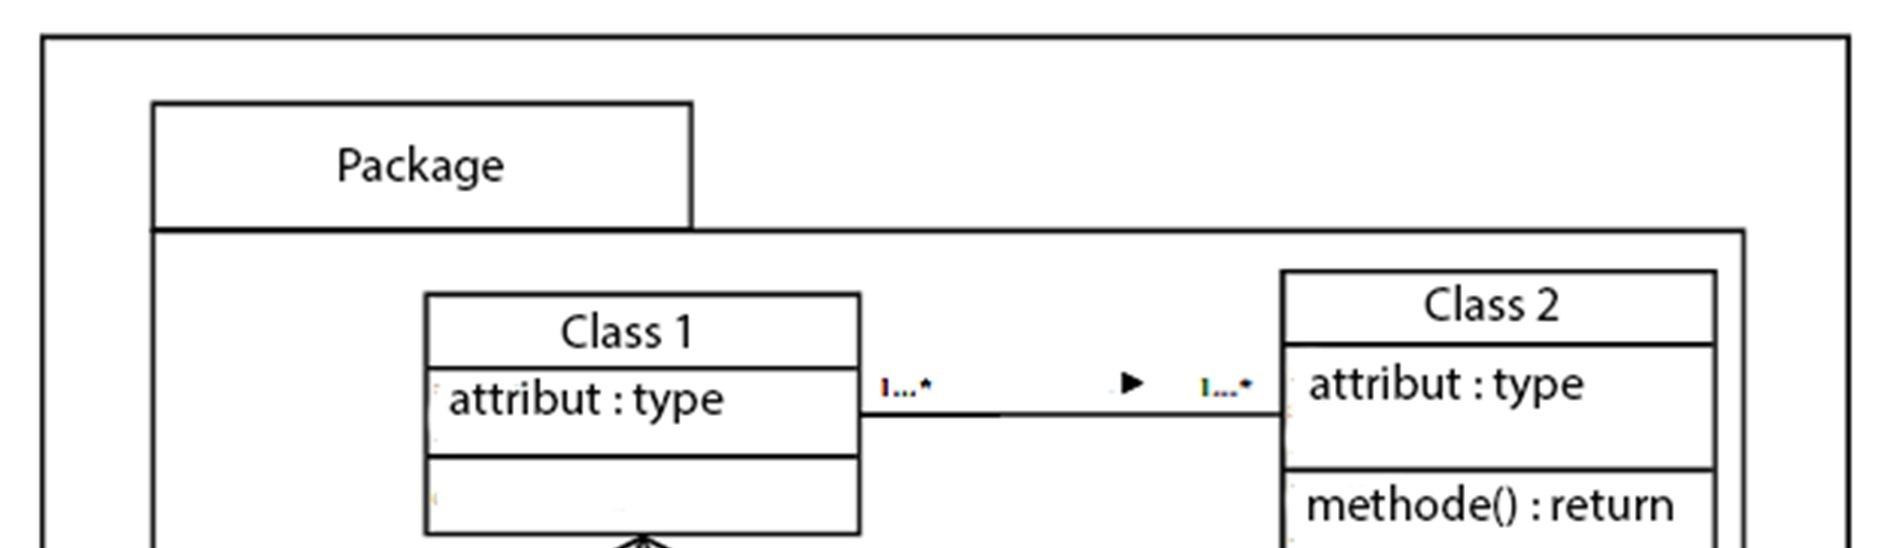 Package
Class 1
attribut : type
1...*
1...*
Class 2
attribut : type
methode() : return